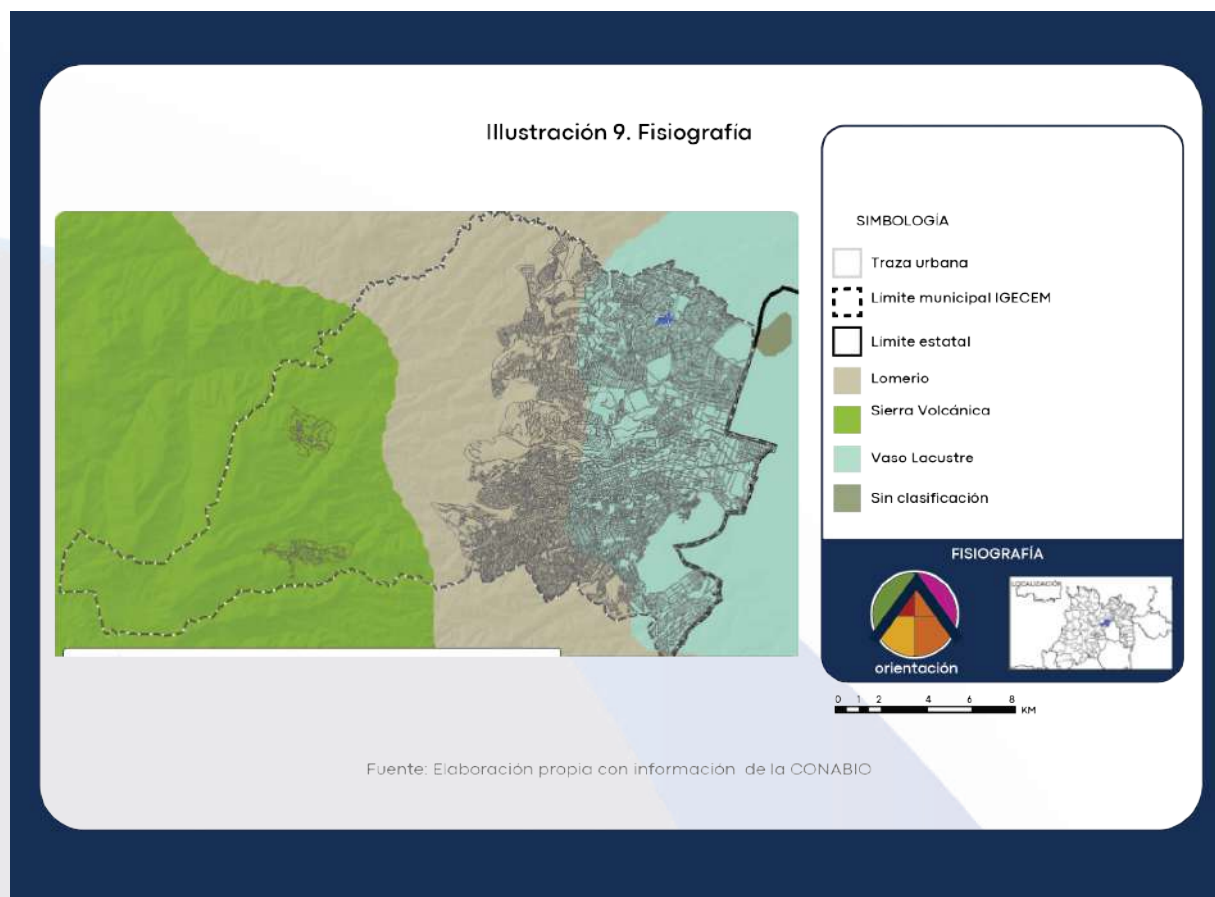 Illustración 9. Fisiografía
SIMBOLOGÍA
Traza urbana
Limite municipal IGECEM
Limite estatal
Lomerio
Sierra Volcánica
Vaso Lacustre
Sin clasificación
FISIOGRAFÍA
LOCALIZACIÓN
orientación
0 1 2 4 6 8
KM
Fuente: Elaboración propia con información de la CONABIO